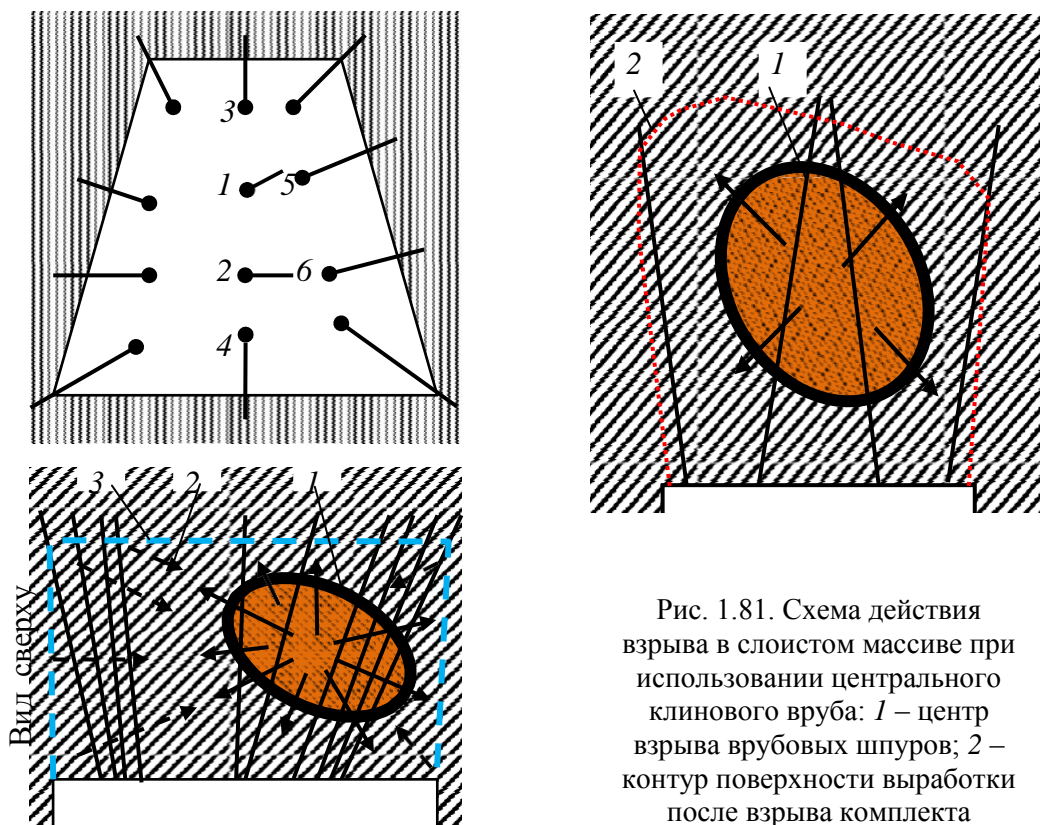 3
1
5
2
6
4
2
1
3
2
1
Вид сверху
Рис. 1.81. Схема действия
взрыва в слоистом массиве при
использовании центрального
клинового вруба: 1 – центр
взрыва врубовых шпуров; 2 –
контур поверхности выработки
после взрыва комплекта